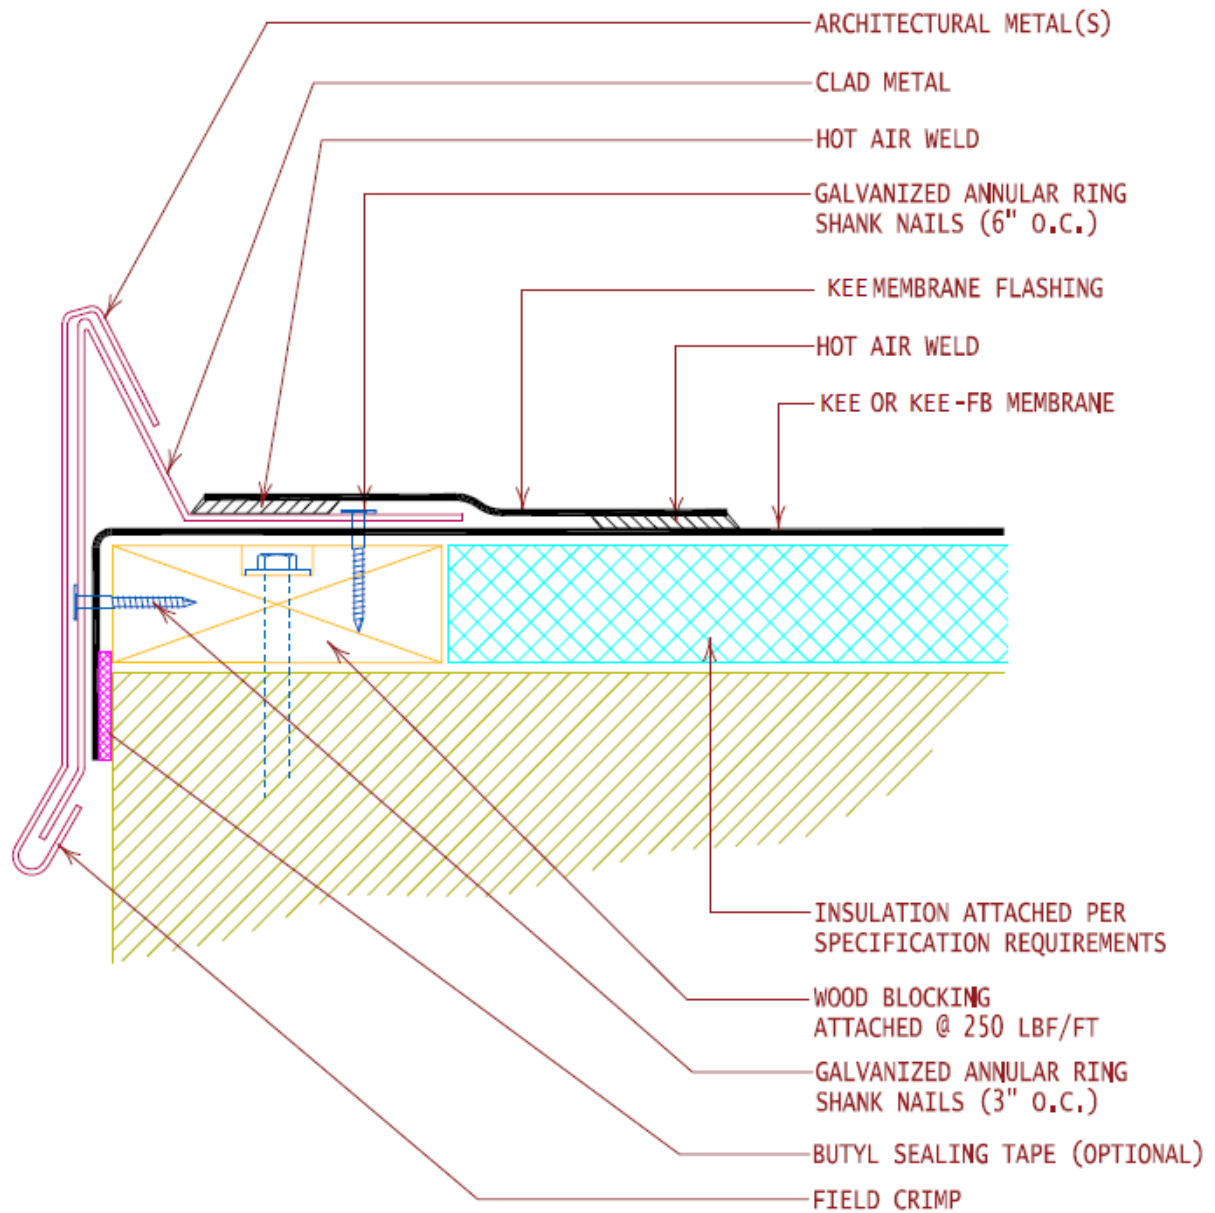 ARCHITECTURAL METAL(S)
CLAD METAL
HOT AIR WELD
GALVANIZED ANNULAR RING
SHANK NAILS (6" O.C.)
KEE MEMBRANE FLASHING
HOT AIR WELD
KEE OR KEE-FB MEMBRANE
INSULATION ATTACHED PER
SPECIFICATION REQUIREMENTS
WOOD BLOCKING
ATTACHED @ 250 LBF/FT
GALVANIZED ANNULAR RING
SHANK NAILS (3" O.C.)
BUTYL SEALING TAPE (OPTIONAL)
FIELD CRIMP